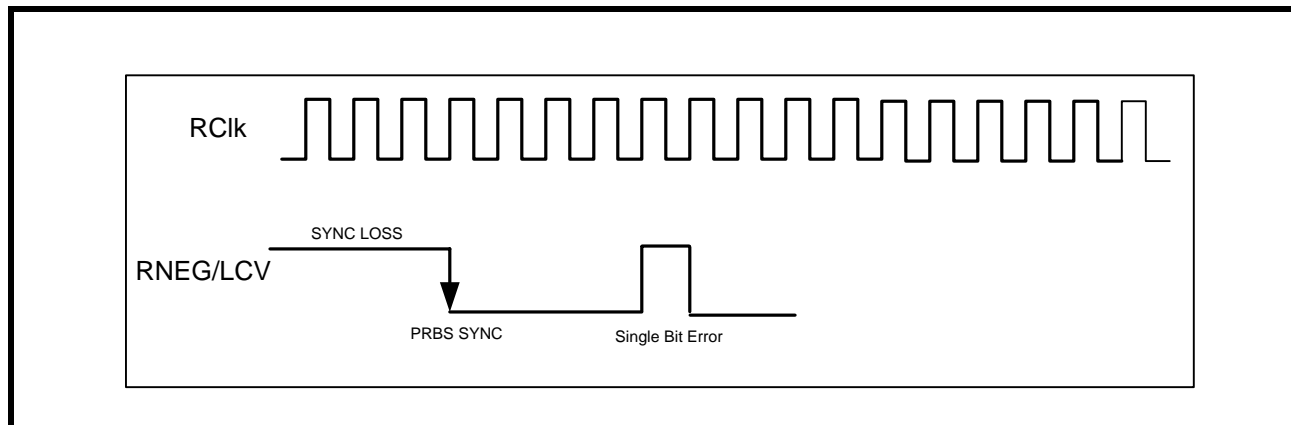 RClk
SYNC LOSS
RNEG/LCV
PRBS SYNC
Single Bit Error